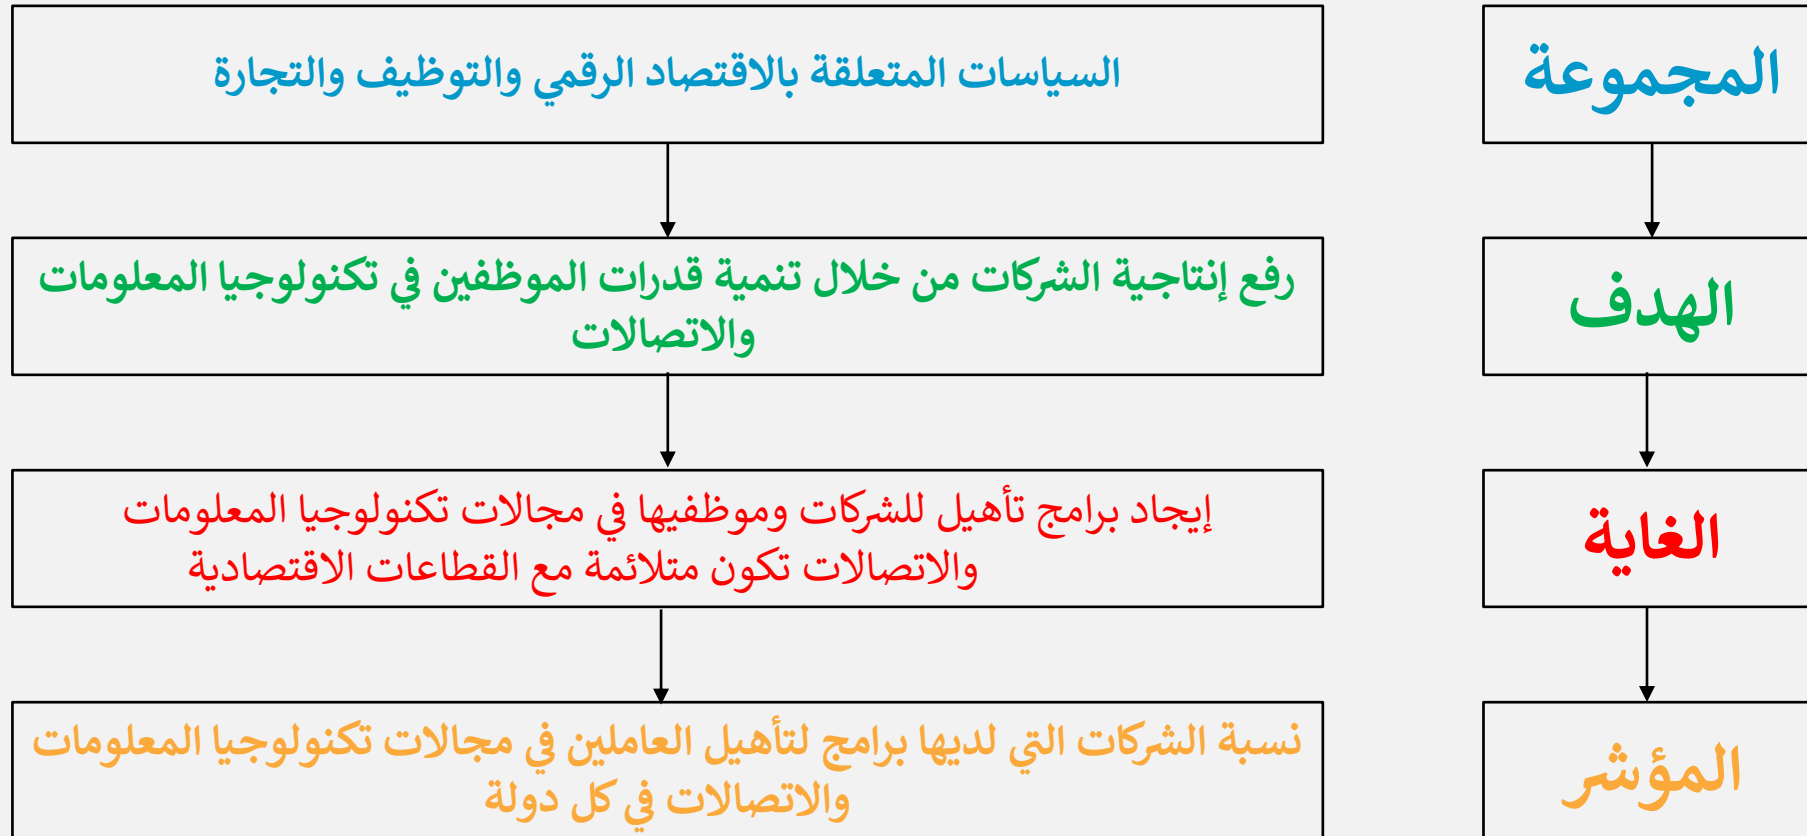 المجموعة
السياسات المتعلقة بالاقتصاد الرقمي والتوظيف والتجارة
الهدف
رفع إنتاجية الشركات من خلال تنمية قدرات الموظفين في تكنولوجيا المعلومات
والاتصالات
الغاية
إيجاد برامج تأهيل للشركات وموظفيها في مجالات تكنولوجيا المعلومات
والاتصالات تكون متلائمة مع القطاعات الاقتصادية
المؤشر
نسبة الشركات التي لديها برامج لتأهيل العاملين في مجالات تكنولوجيا المعلومات
والاتصالات في كل دولة